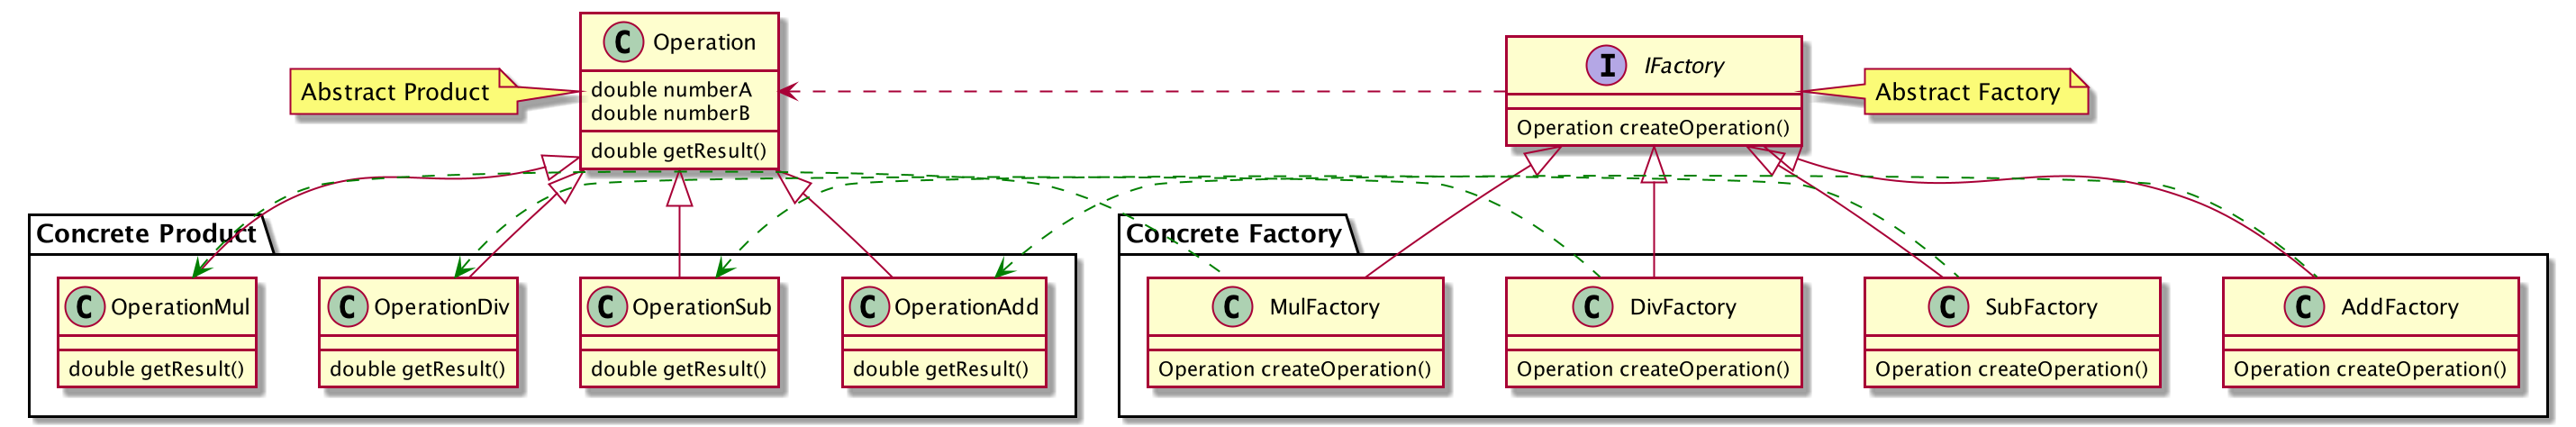 C Operation
double numberA
double numberB
double getResult()
Abstract Product
I IFactory
Operation createOperation()
Abstract Factory
Concrete Product
C OperationMul
double getResult()
C OperationDiv
double getResult()
C OperationSub
double getResult()
C OperationAdd
double getResult()
Concrete Factory
C MulFactory
Operation createOperation()
C DivFactory
Operation createOperation()
C SubFactory
Operation createOperation()
C AddFactory
Operation createOperation()